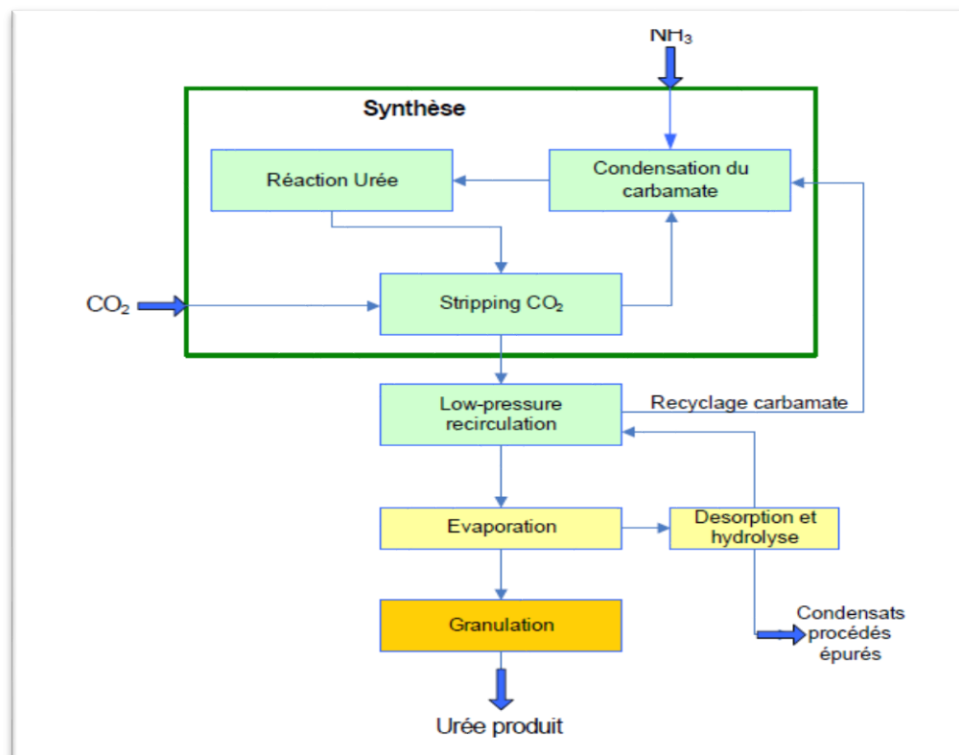 NH₃
Synthèse
Réaction Urée
Condensation du
carbamate
CO₂
Stripping CO₂
Low-pressure
recirculation
Recyclage carbamate
Evaporation
Desorption et
hydrolyse
Granulation
Condensats
procédés
épurés
Urée produit